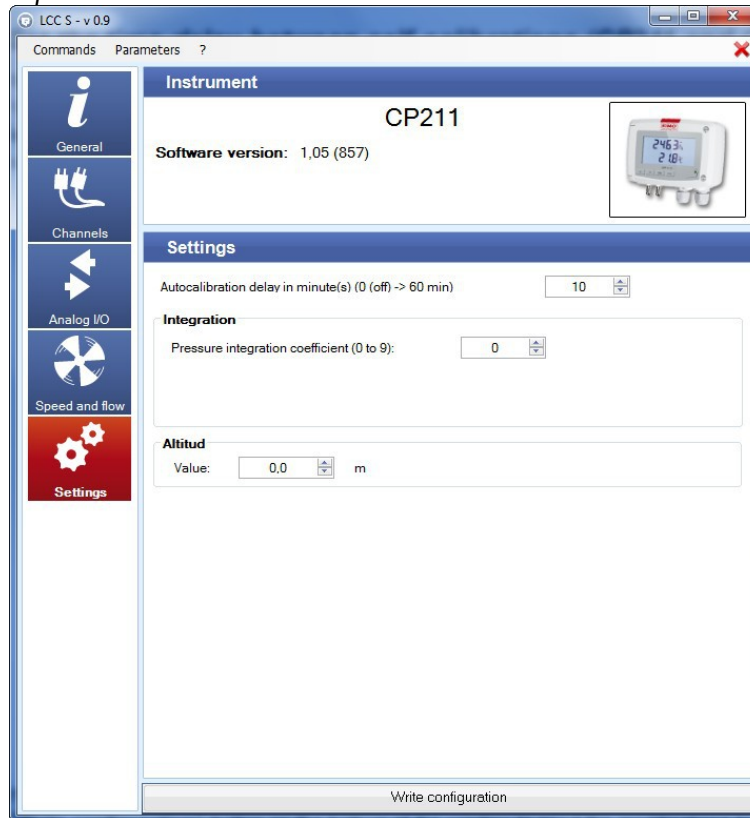 LCC S - v 0.9
Commands Parameters ?
General
Channels
Analog I/O
Speed and flow
Settings
Instrument
CP211
Software version: 1,05 (857)
Settings
Autocalibration delay in minute(s) (0 (off) -> 60 min) 10
Integration
Pressure integration coefficient (0 to 9): 0
Altitud
Value: 0,0 m
Write configuration